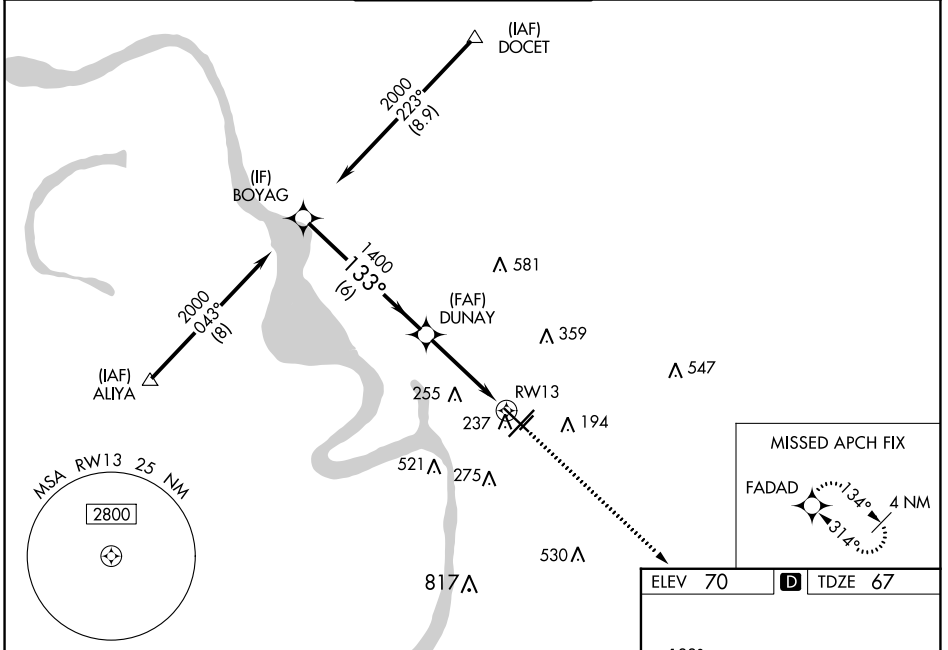 (IAF)
DOCET
2000
223°
(8.9)
(IF)
BOYAG
1400
133°
(6)
581
(FAF)
DUNAY
359
2000
043°
(8)
547
(IAF)
ALIYA
255
RW13
237
194
MISSED APCH FIX
MSA RW13 25 NM
521
275
FADAD
134°
4 NM
314°
2800
530
817
ELEV 70
D
TDZE 67